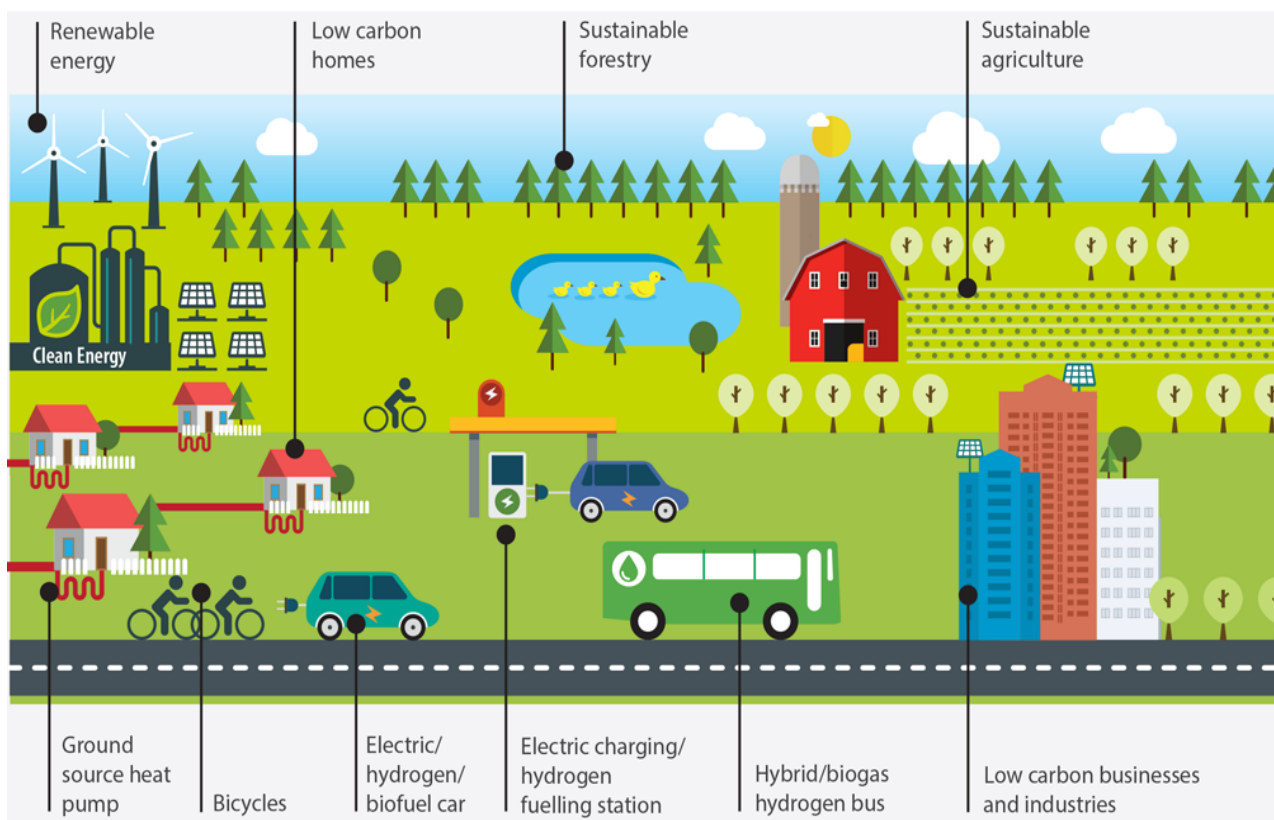 Renewable
energy
Low carbon
homes
Sustainable
forestry
Sustainable
agriculture
Clean Energy
Ground
source heat
pump
Bicycles
Electric/
hydrogen/
biofuel car
Electric charging/
hydrogen
fuelling station
Hybrid/biogas
hydrogen bus
Low carbon businesses
and industries